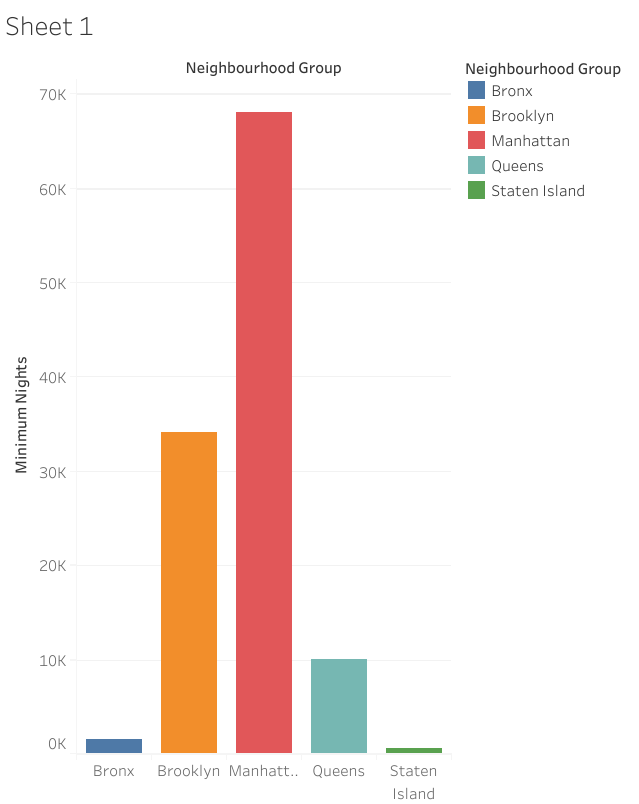 Sheet 1
Neighbourhood Group
Neighbourhood Group
Bronx
Brooklyn
Manhattan
Queens
Staten Island
Minimum Nights
70K
60K
50K
40K
30K
20K
10K
0K
Bronx
Brooklyn
Manhatt..
Queens
Staten
Island